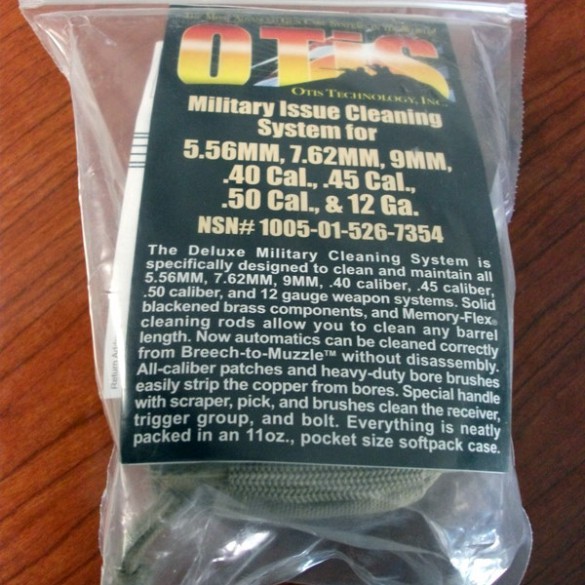 OTIS
OTIS TECHNOLOGY, INC.
Military Issue Cleaning
System for
5.56MM, 7.62MM, 9MM,
.40 Cal., .45 Cal.,
.50 Cal., & 12 Ga.
NSN# 1005-01-526-7354
The Deluxe Military Cleaning System is
specifically designed to clean and maintain all
5.56MM, 7.62MM, 9MM, .40 caliber, .45 caliber,
.50 caliber, and 12 gauge weapon systems. Solid
blackened brass components, and Memory-Flex®
cleaning rods allow you to clean any barrel
length. Now automatics can be cleaned correctly
from Breech-to-Muzzle™ without disassembly.
All-caliber patches and heavy-duty bore brushes
easily strip the copper from bores. Special handle
with scraper, pick, and brushes clean the receiver,
trigger group, and bolt. Everything is neatly
packed in an 11oz., pocket size softpack case.